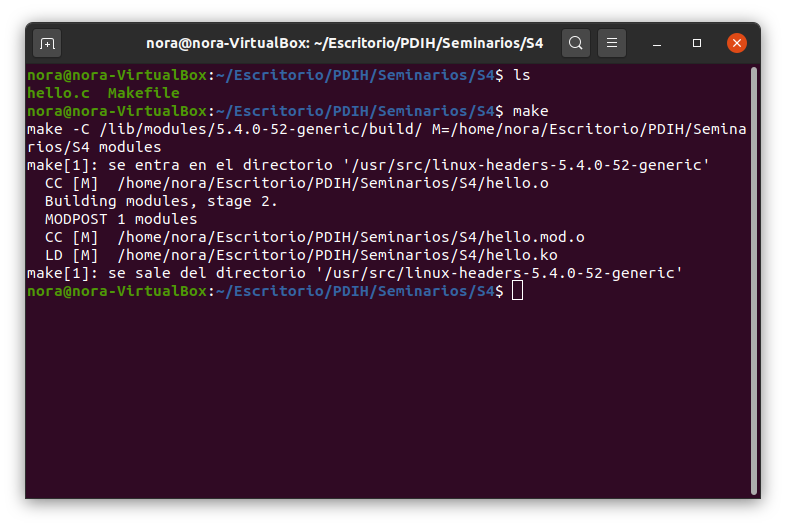 nora@nora-VirtualBox: ~/Escritorio/PDIH/Seminarios/S4
nora@nora-VirtualBox:~/Escritorio/PDIH/Seminarios/S4$ ls
hello.c  Makefile
nora@nora-VirtualBox:~/Escritorio/PDIH/Seminarios/S4$ make
make -C /lib/modules/5.4.0-52-generic/build/ M=/home/nora/Escritorio/PDIH/Semina
rios/S4 modules
make[1]: se entra en el directorio '/usr/src/linux-headers-5.4.0-52-generic'
  CC [M]  /home/nora/Escritorio/PDIH/Seminarios/S4/hello.o
  Building modules, stage 2.
  MODPOST 1 modules
  CC [M]  /home/nora/Escritorio/PDIH/Seminarios/S4/hello.mod.o
  LD [M]  /home/nora/Escritorio/PDIH/Seminarios/S4/hello.ko
make[1]: se sale del directorio '/usr/src/linux-headers-5.4.0-52-generic'
nora@nora-VirtualBox:~/Escritorio/PDIH/Seminarios/S4$